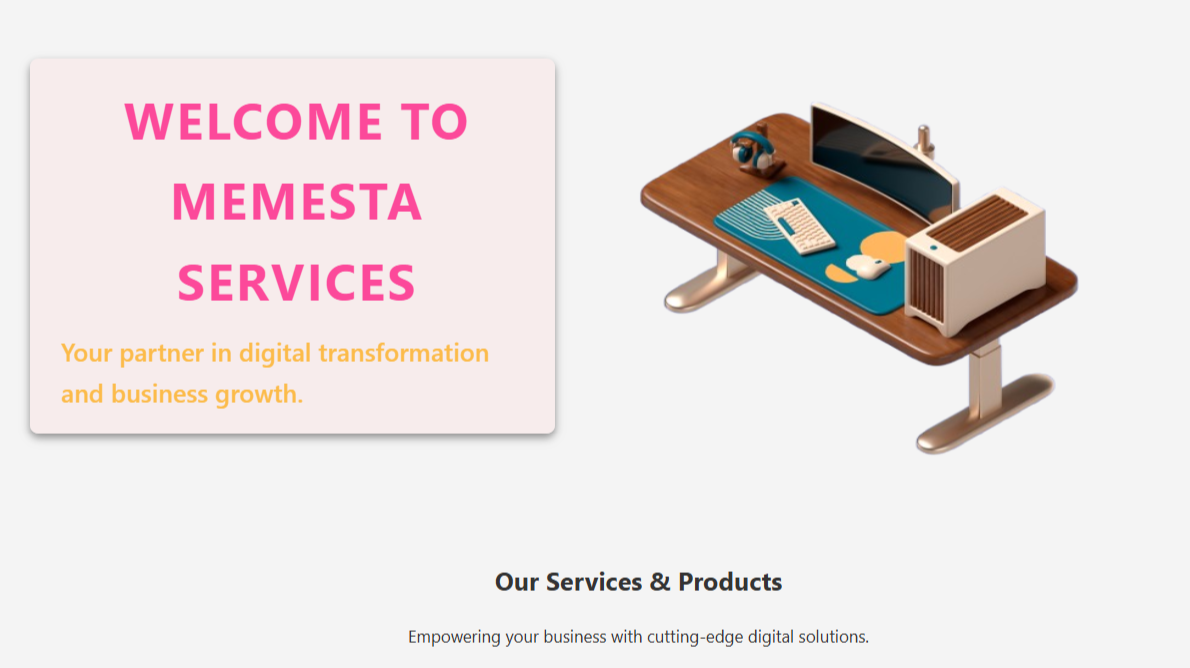 WELCOME TO
MEMESTA
SERVICES
Your partner in digital transformation
and business growth.
Our Services & Products
Empowering your business with cutting-edge digital solutions.